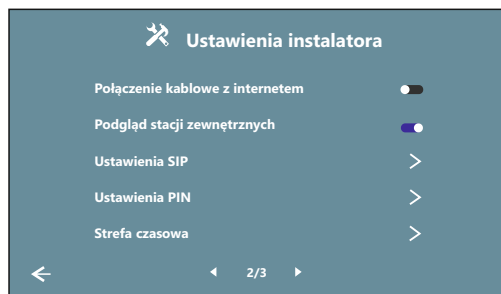 Ustawienia instalatora
Połączenie kablowe z internetem
Podgląd stacji zewnętrznych
Ustawienia SIP
Ustawienia PIN
Strefa czasowa
2/3